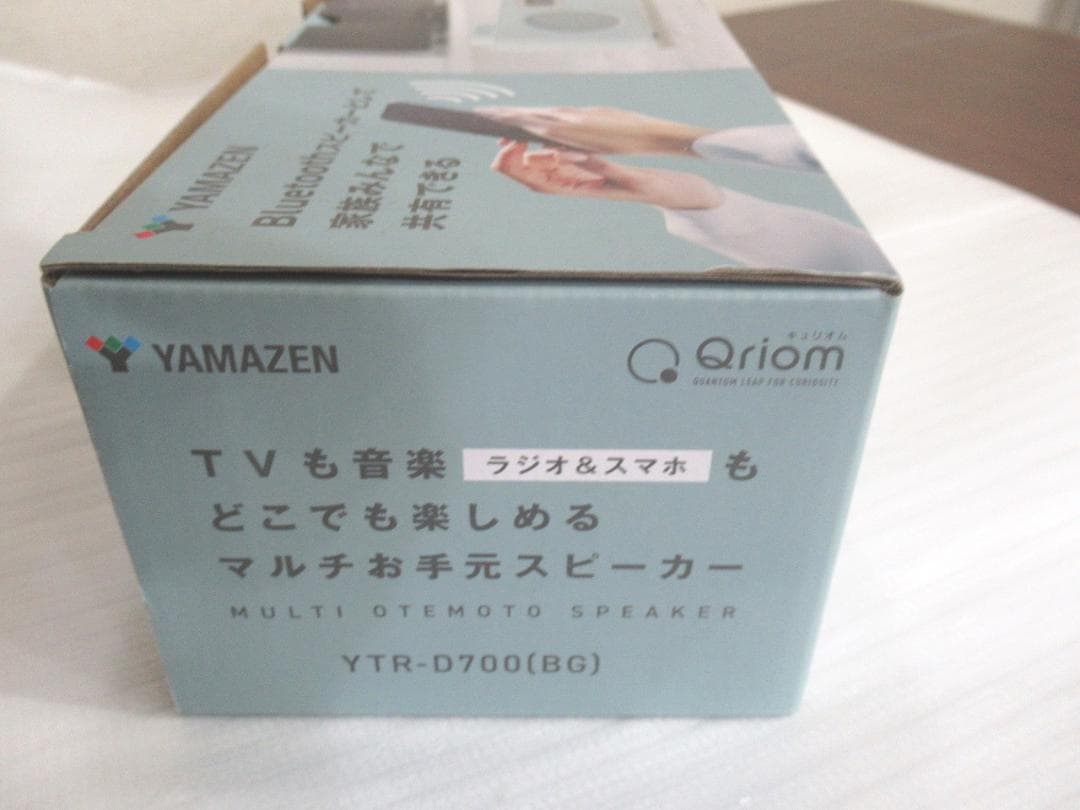 YAMAZEN
Bluetoothスピーカーとして
家族みんなで
共有できる
YAMAZEN
キュリオム
Qriom
QUANTUM LEAP FOR CURIOSITY
TVも音楽 ラジオ&スマホ も
どこでも楽しめる
マルチお手元スピーカー
MULTI OTEMOTO SPEAKER
YTR-D700(BG)